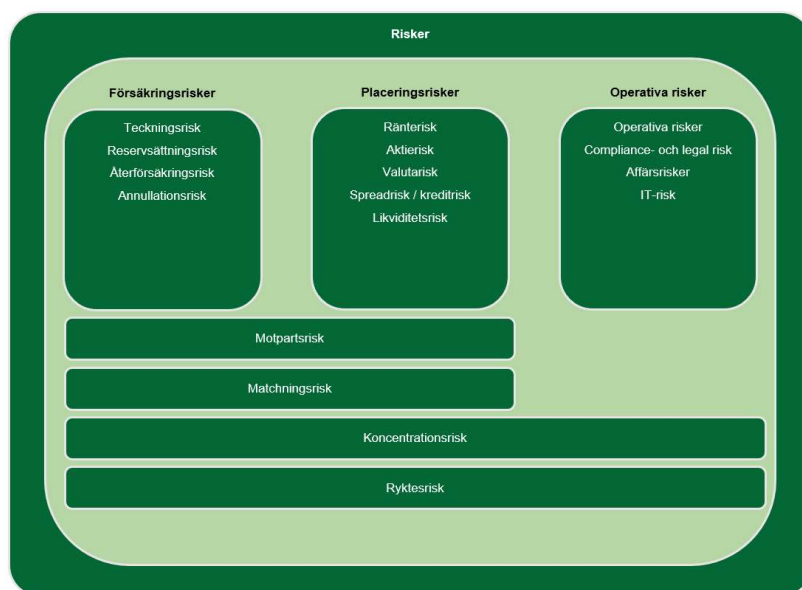 Risker
Försäkringsrisker
Teckningsrisk
Reservsättningsrisk
Återförsäkringsrisk
Annullationsrisk
Placeringsrisker
Ränterisk
Aktierisk
Valutarisk
Spreadrisk / kreditrisk
Likviditetsrisk
Operativa risker
Operativa risker
Compliance- och legal risk
Affärsrisker
IT-risk
Motpartsrisk
Matchningsrisk
Koncentrationsrisk
Ryktesrisk